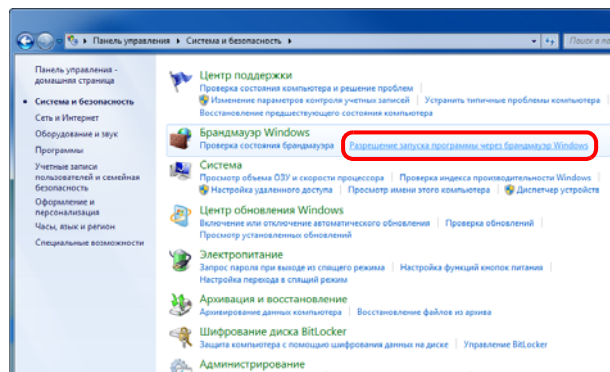 Панель управления ▸ Система и безопасность ▸
Поиск в па
Панель управления -
домашняя страница
Система и безопасность
Сеть и Интернет
Оборудование и звук
Программы
Учетные записи
пользователей и семейная
безопасность
Оформление и
персонализация
Часы, язык и регион
Специальные возможности
Центр поддержки
Проверка состояния компьютера и решение проблем
Изменение параметров контроля учетных записей | Устранить типичные проблемы компьютера
Восстановление предшествующего состояния компьютера
Брандмауэр Windows
Проверка состояния брандмауэра | Разрешение запуска программы через брандмауэр Windows
Система
Просмотр объема ОЗУ и скорости процессора | Проверка индекса производительности Windows
Настройка удаленного доступа | Просмотр имени этого компьютера | Диспетчер устройств
Центр обновления Windows
Включение или отключение автоматического обновления | Проверка обновлений
Просмотр установленных обновлений
Электропитание
Запрос пароля при выходе из спящего режима | Настройка функций кнопок питания
Настройка перехода в спящий режим
Архивация и восстановление
Архивирование данных компьютера | Восстановление файлов из архива
Шифрование диска BitLocker
Защита компьютера с помощью шифрования данных на диске | Управление BitLocker
Администрирование